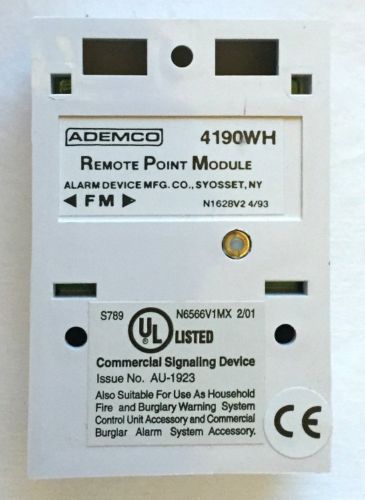 ADEMCO 4190WH
REMOTE POINT MODULE
ALARM DEVICE MFG. CO., SYOSSET, NY
◄ FM ► N1628V2 4/93
S789 N6566V1MX 2/01
UL LISTED
Commercial Signaling Device
Issue No. AU-1923
Also Suitable For Use As Household
Fire and Burglary Warning System
Control Unit Accessory and Commercial
Burglar Alarm System Accessory.
CE